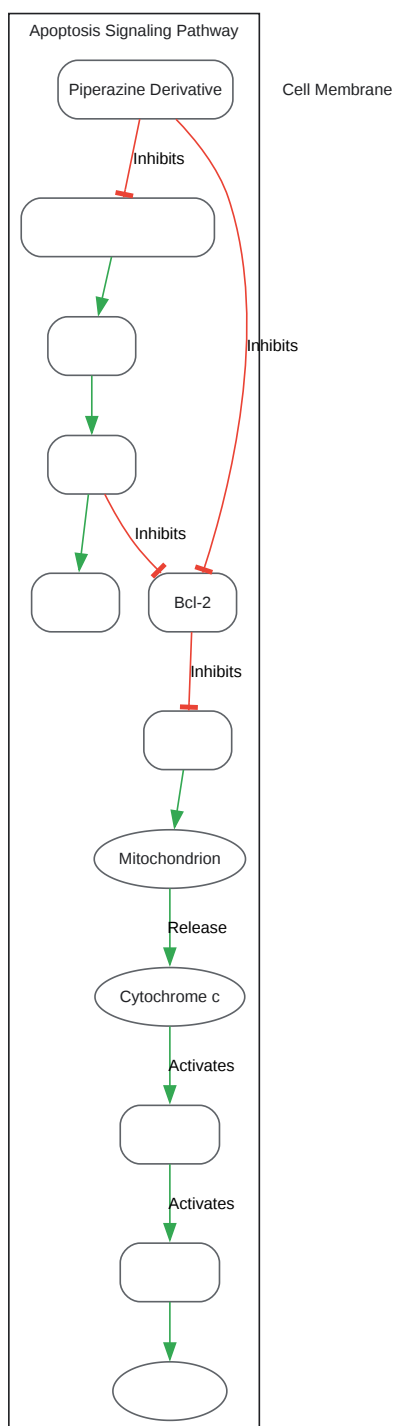 Apoptosis Signaling Pathway
Piperazine Derivative
Cell Membrane
Inhibits
Inhibits
Inhibits
Bcl-2
Inhibits
Mitochondrion
Release
Cytochrome c
Activates
Activates